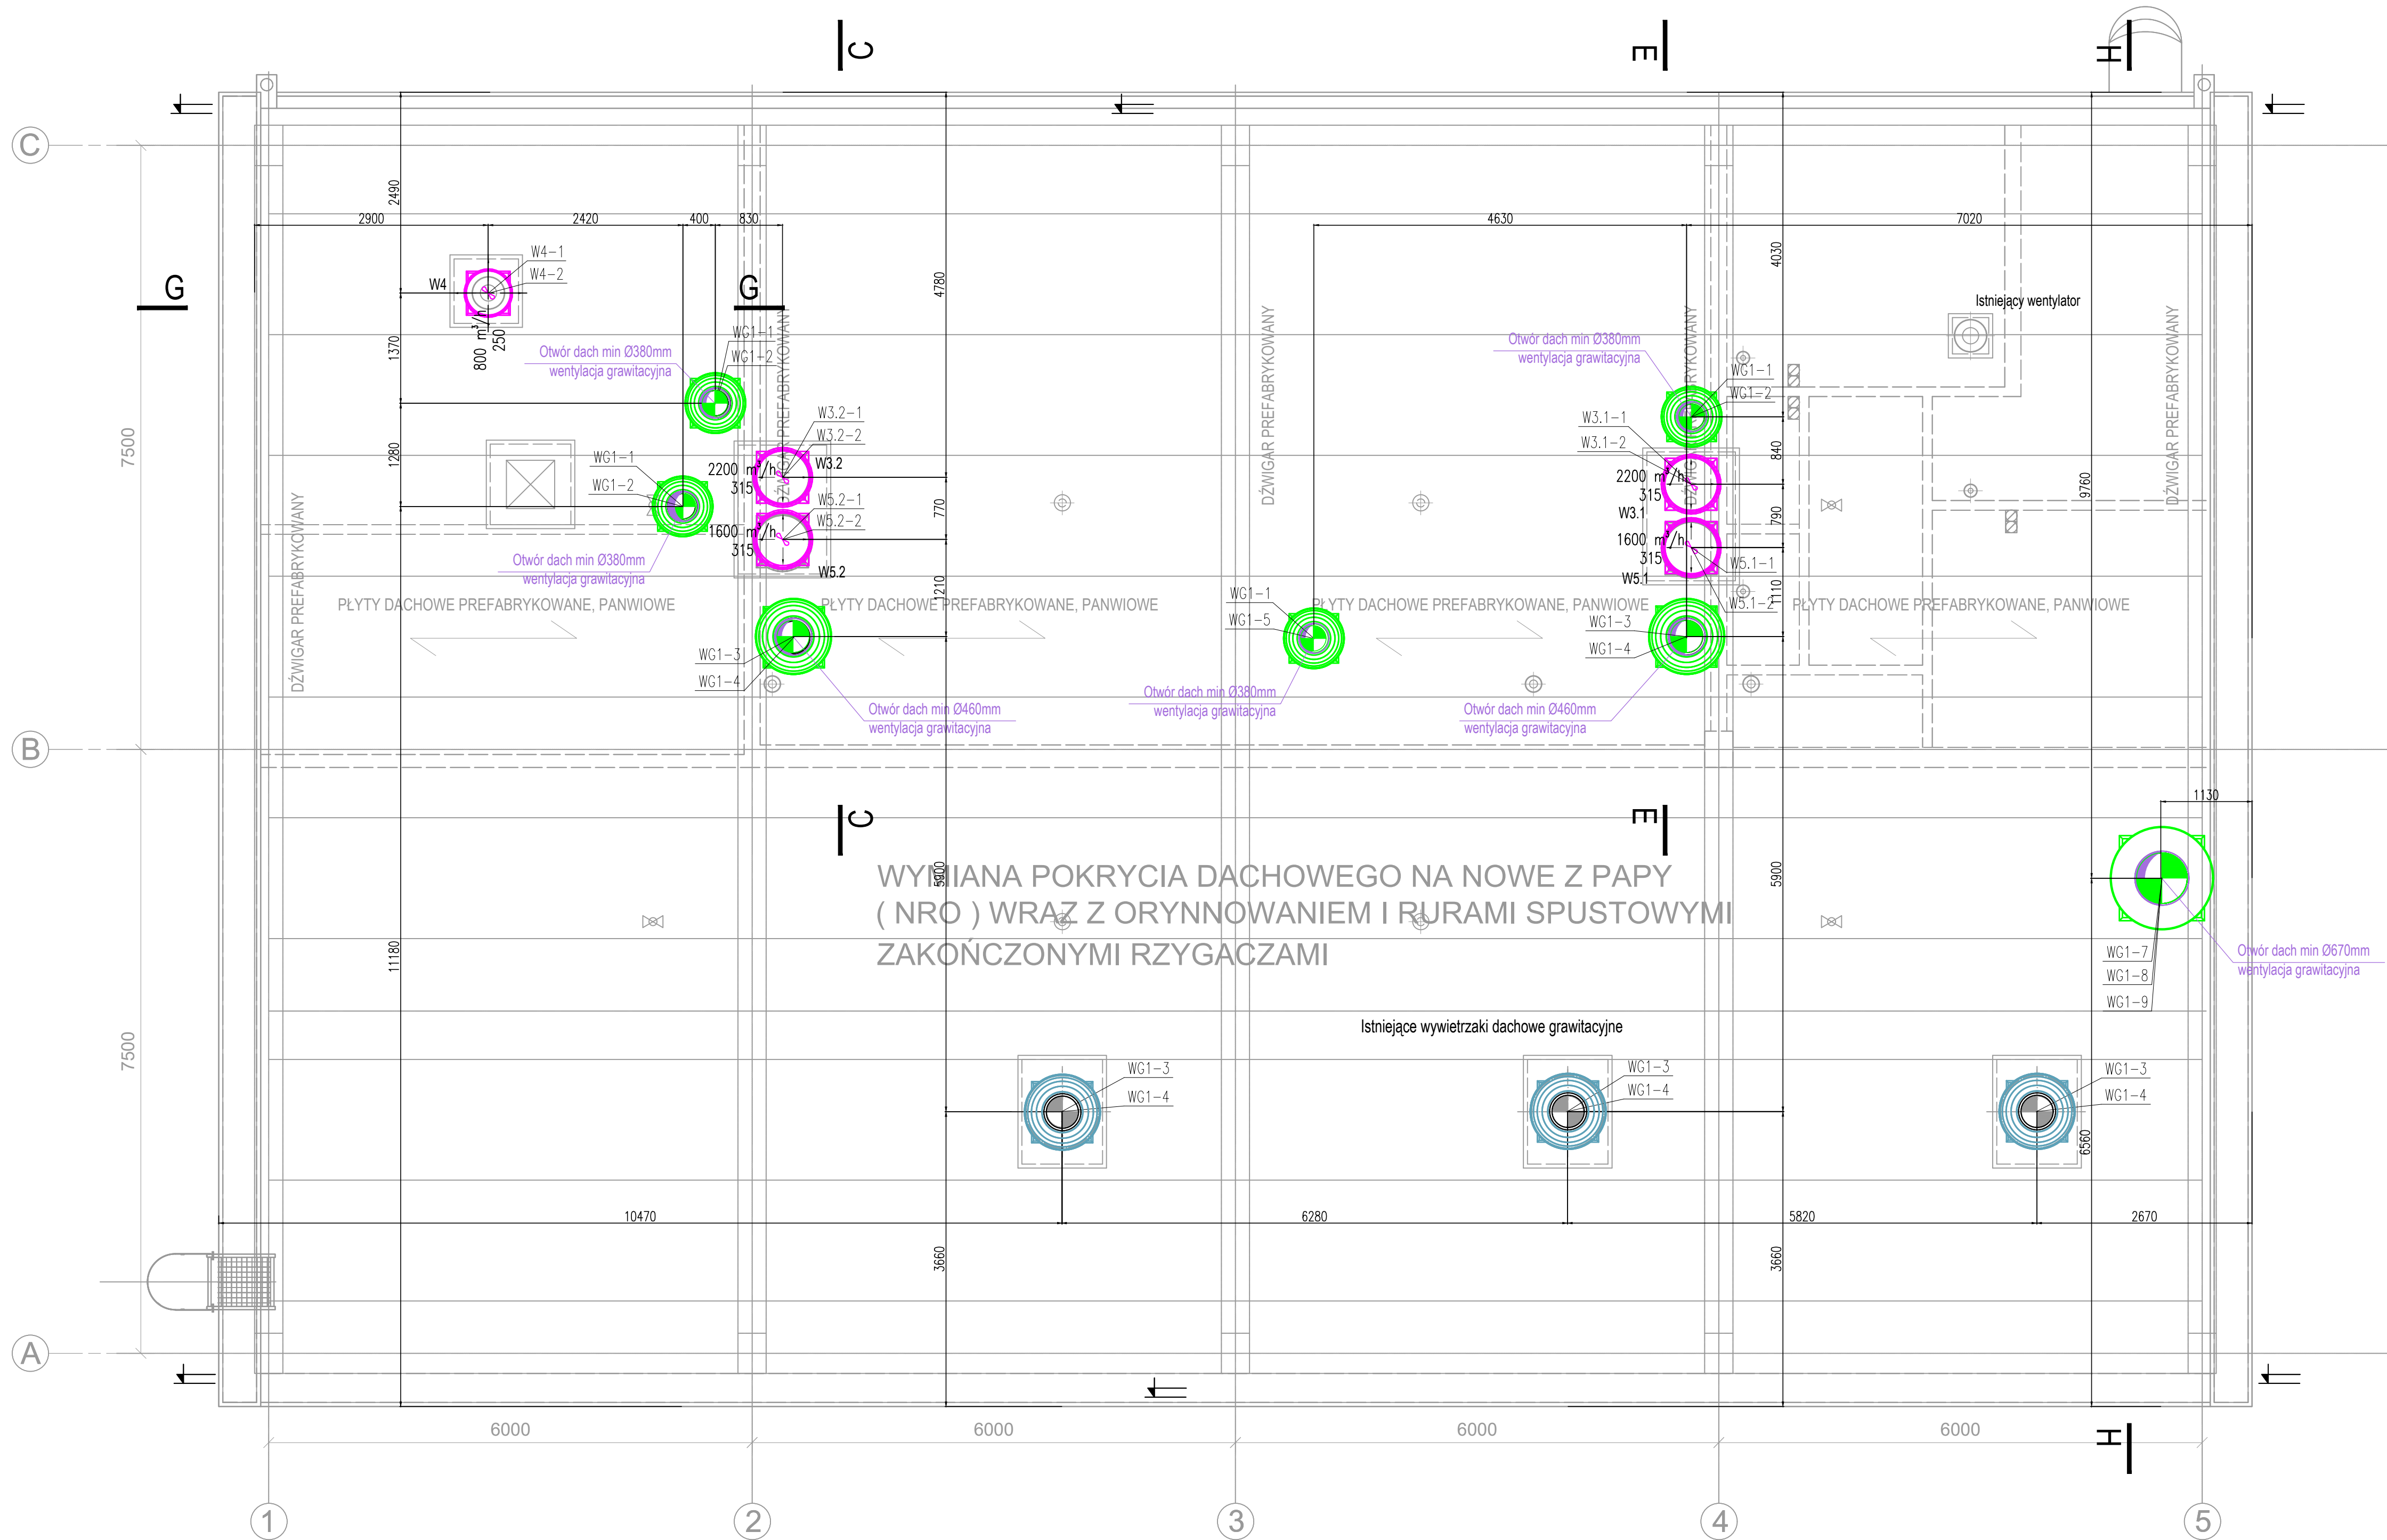 C
E
H
C
2490
2900
2420
400
830
4630
7020
4030
W4-1
W4-2
W4
G
G
4780
800 m³/h
250
1370
Istniejący wentylator
DŹWIGAR PREFABRYKOWANY
DŹWIGAR PREFABRYKOWANY
DŹWIGAR PREFABRYKOWANY
DŹWIGAR PREFABRYKOWANY
Otwór dach min Ø380mm
wentylacja grawitacyjna
WG1-1
WG1-2
Otwór dach min Ø380mm
wentylacja grawitacyjna
WG1-1
WG1-2
7500
1280
W3.2-1
W3.2-2
W3.2
2200 m³/h
315
WG1-1
WG1-2
W3.1-1
W3.1-2
2200 m³/h
315
W3.1
840
9760
770
790
W5.2-1
W5.2-2
1600 m³/h
315
W5.2
1600 m³/h
315
W5.1
W5.1-1
W5.1-2
Otwór dach min Ø380mm
wentylacja grawitacyjna
DŹWIGAR PREFABRYKOWANY
1210
1110
PŁYTY DACHOWE PREFABRYKOWANE, PANWIOWE
PŁYTY DACHOWE PREFABRYKOWANE, PANWIOWE
PŁYTY DACHOWE PREFABRYKOWANE, PANWIOWE
PŁYTY DACHOWE PREFABRYKOWANE, PANWIOWE
WG1-1
WG1-5
WG1-3
WG1-4
WG1-3
WG1-4
Otwór dach min Ø460mm
wentylacja grawitacyjna
Otwór dach min Ø380mm
wentylacja grawitacyjna
Otwór dach min Ø460mm
wentylacja grawitacyjna
B
1130
C
E
5900
5900
WYMIANA POKRYCIA DACHOWEGO NA NOWE Z PAPY
( NRO ) WRAZ Z ORYNNOWANIEM I RURAMI SPUSTOWYMI
ZAKOŃCZONYMI RZYGACZAMI
11180
WG1-7
WG1-8
WG1-9
Otwór dach min Ø670mm
wentylacja grawitacyjna
Istniejące wywietrzaki dachowe grawitacyjne
7500
WG1-3
WG1-4
WG1-3
WG1-4
WG1-3
WG1-4
6560
10470
6280
5820
2670
3660
3660
A
6000
6000
6000
6000
H
1
2
3
4
5